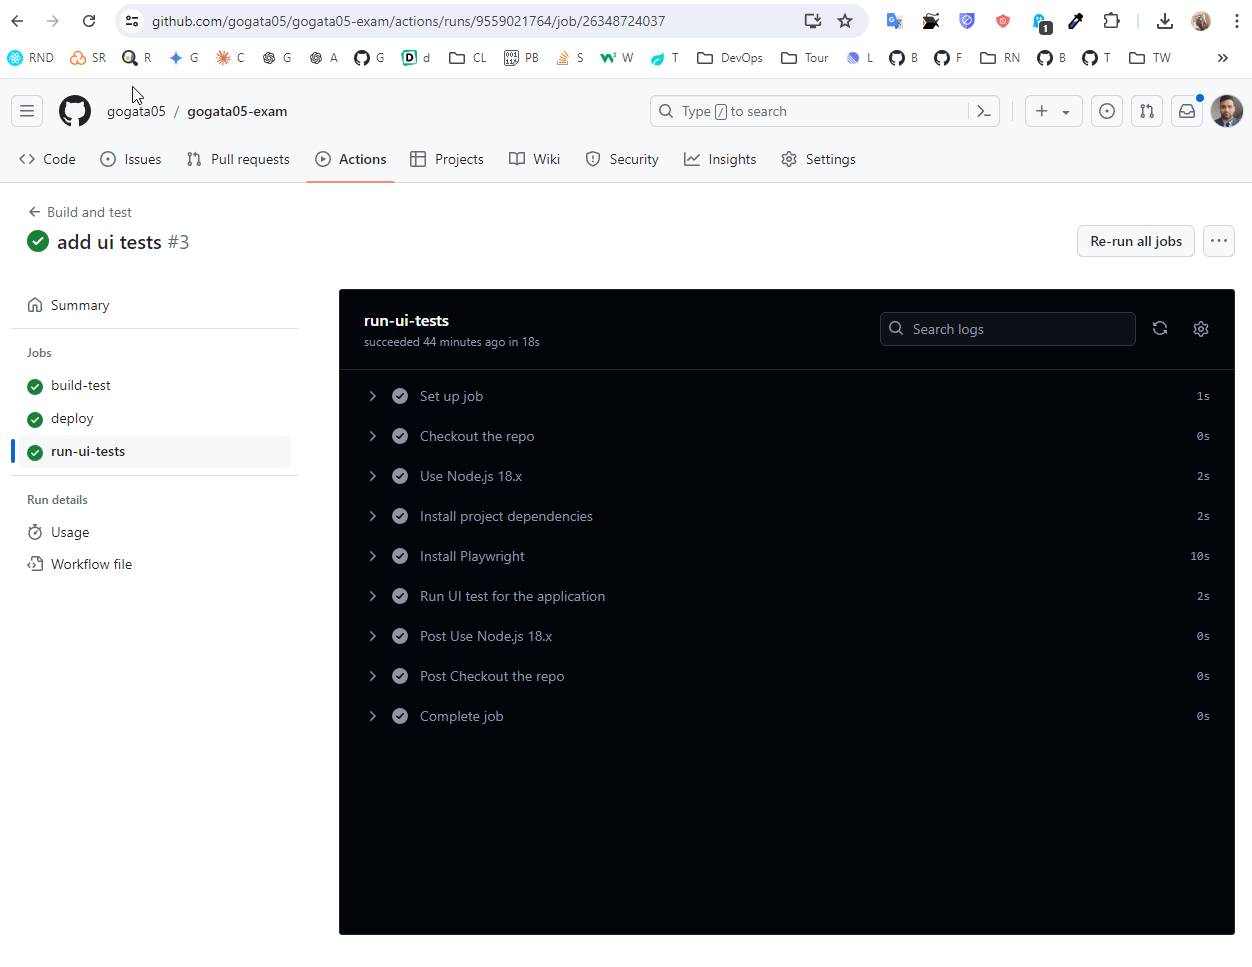 github.com/gogata05/gogata05-exam/actions/runs/9559021764/job/26348724037
1
RND SR R G C G A G d CL PB S W T DevOps Tour L B F RN B T TW
gogata05 / gogata05-exam
Type / to search
Code Issues Pull requests Actions Projects Wiki Security Insights Settings
Build and test
add ui tests #3
Re-run all jobs
Summary
Jobs
build-test
deploy
run-ui-tests
Run details
Usage
Workflow file
run-ui-tests
succeeded 44 minutes ago in 18s
Search logs
Set up job 1s
Checkout the repo 0s
Use Node.js 18.x 2s
Install project dependencies 2s
Install Playwright 10s
Run UI test for the application 2s
Post Use Node.js 18.x 0s
Post Checkout the repo 0s
Complete job 0s